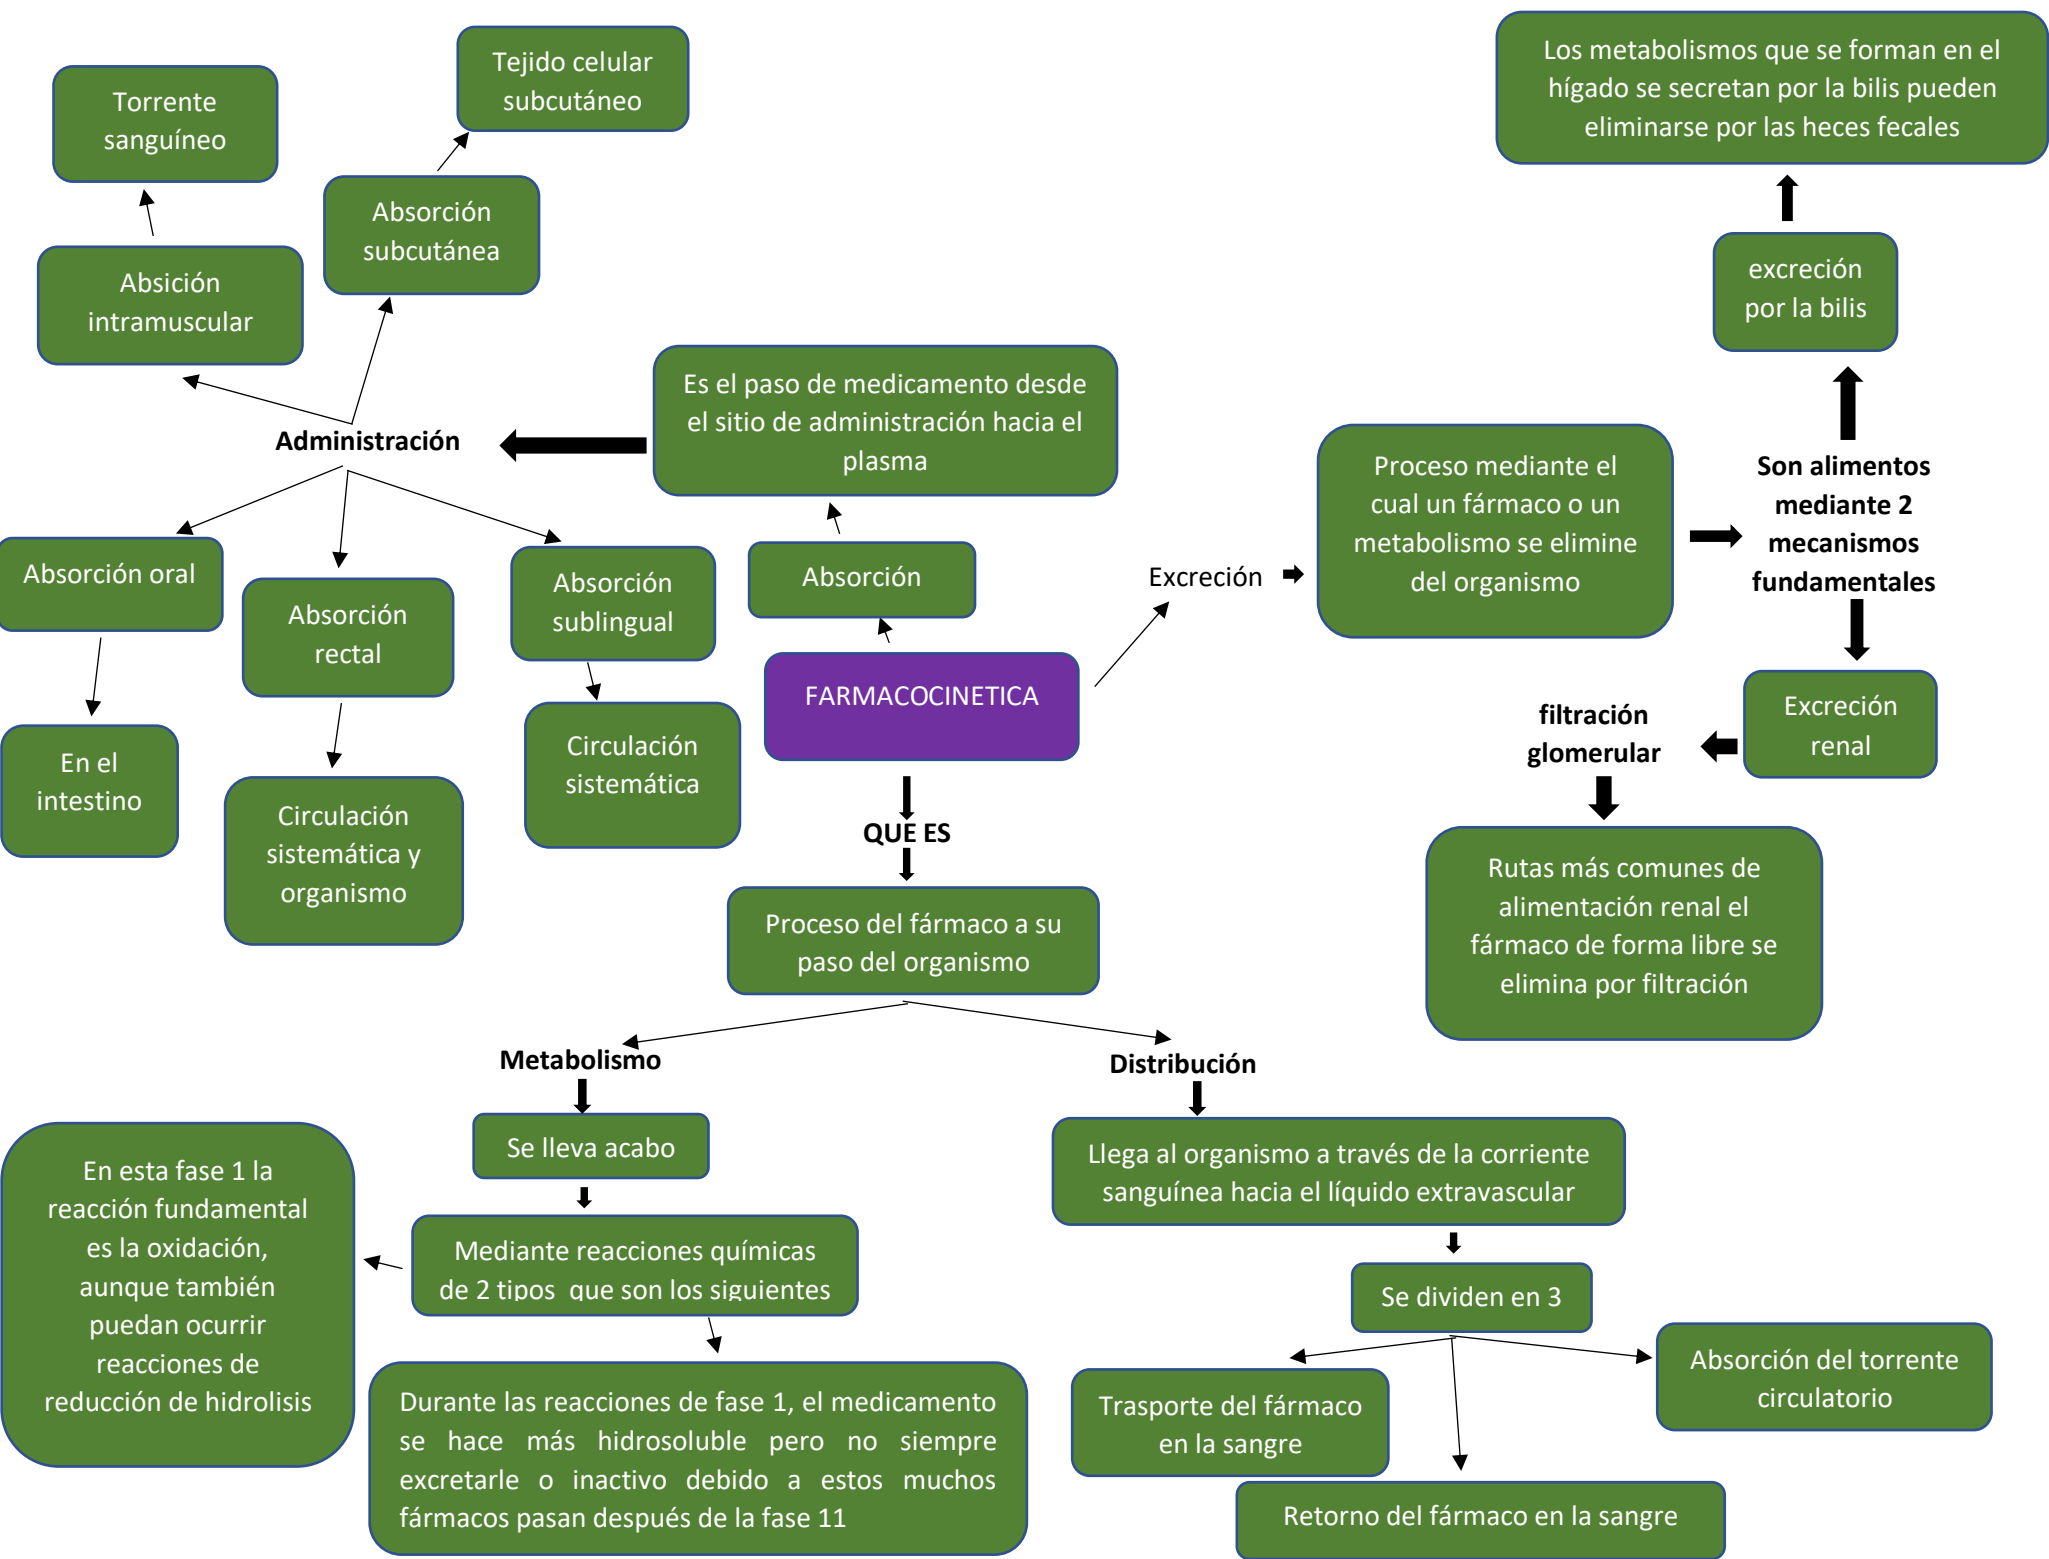 Tejido celular
subcutáneo
Torrente
sanguíneo
Absorción
subcutánea
Absición
intramuscular
Administración
Es el paso de medicamento desde
el sitio de administración hacia el
plasma
Absorción oral
Absorción
rectal
Absorción
sublingual
Absorción
En el
intestino
Circulación
sistemática y
organismo
Circulación
sistemática
FARMACOCINETICA
Excreción
Proceso mediante el
cual un fármaco o un
metabolismo se elimine
del organismo
Son alimentos
mediante 2
mecanismos
fundamentales
excreción
por la bilis
Los metabolismos que se forman en el
hígado se secretan por la bilis pueden
eliminarse por las heces fecales
Excreción
renal
filtración
glomerular
Rutas más comunes de
alimentación renal el
fármaco de forma libre se
elimina por filtración
QUE ES
Proceso del fármaco a su
paso del organismo
Metabolismo
Se lleva acabo
Mediante reacciones químicas
de 2 tipos  que son los siguientes
En esta fase 1 la
reacción fundamental
es la oxidación,
aunque también
puedan ocurrir
reacciones de
reducción de hidrolisis
Durante las reacciones de fase 1, el medicamento
se hace más hidrosoluble pero no siempre
excretarle o inactivo debido a estos muchos
fármacos pasan después de la fase 11
Distribución
Llega al organismo a través de la corriente
sanguínea hacia el líquido extravascular
Se dividen en 3
Trasporte del fármaco
en la sangre
Retorno del fármaco en la sangre
Absorción del torrente
circulatorio